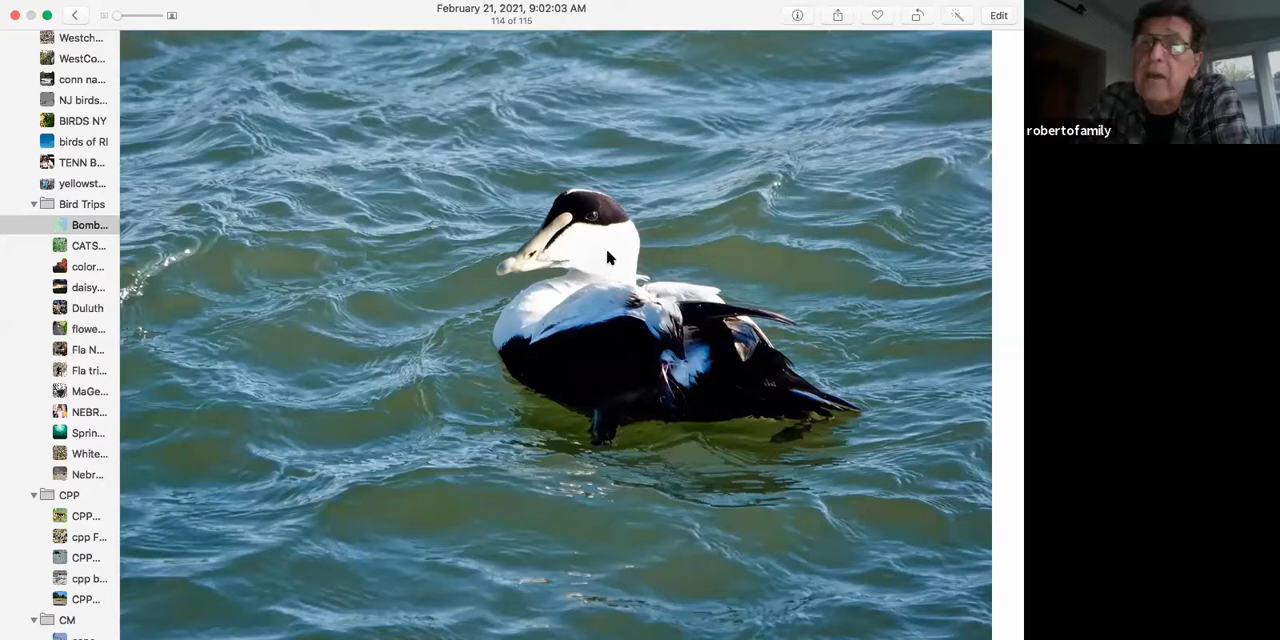 February 21, 2021, 9:02:03 AM
114 of 115
Edit
Westch...
WestCo...
conn na...
NJ birds...
BIRDS NY
birds of RI
TENN B...
yellowst...
Bird Trips
Bomb...
CATS...
color...
daisy...
Duluth
flowe...
Fla N...
Fla tri...
MaGe...
NEBR...
Sprin...
White...
Nebr...
CPP
CPP...
cpp F...
CPP...
cpp b...
CPP...
CM
robertofamily